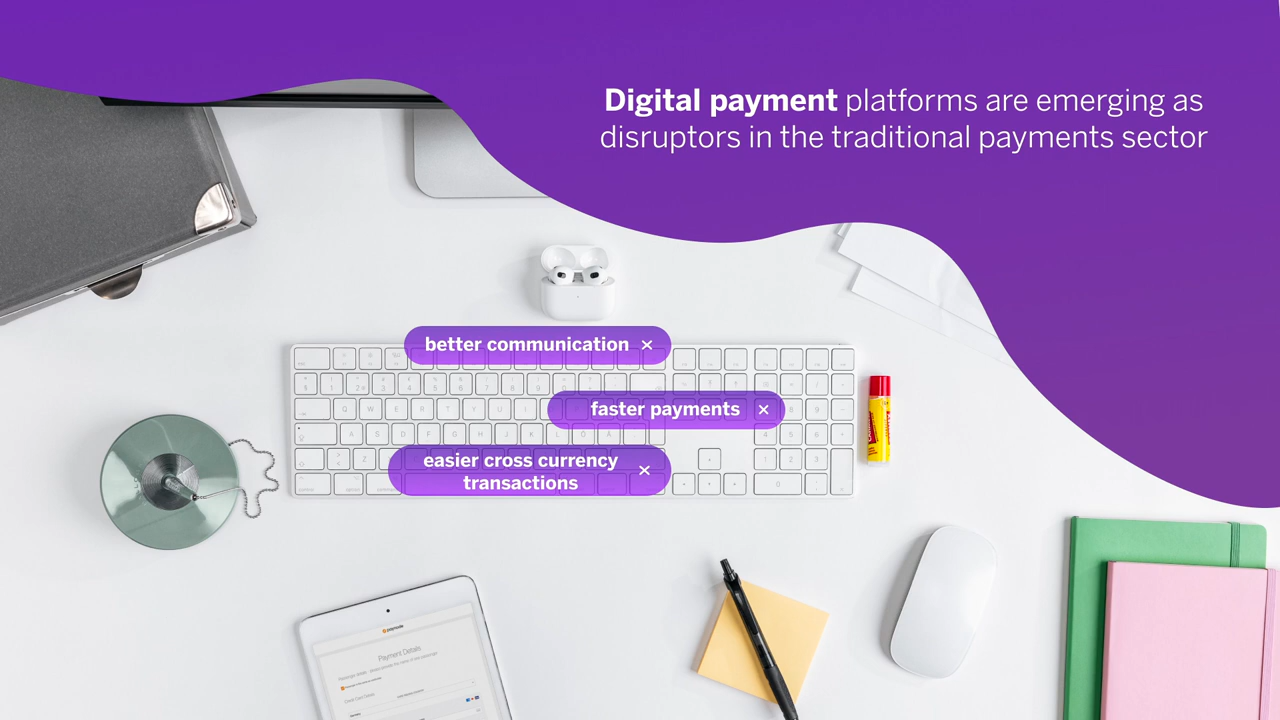 Digital payment platforms are emerging as
disruptors in the traditional payments sector
better communication ×
faster payments ×
easier cross currency
transactions ×
Payment Details